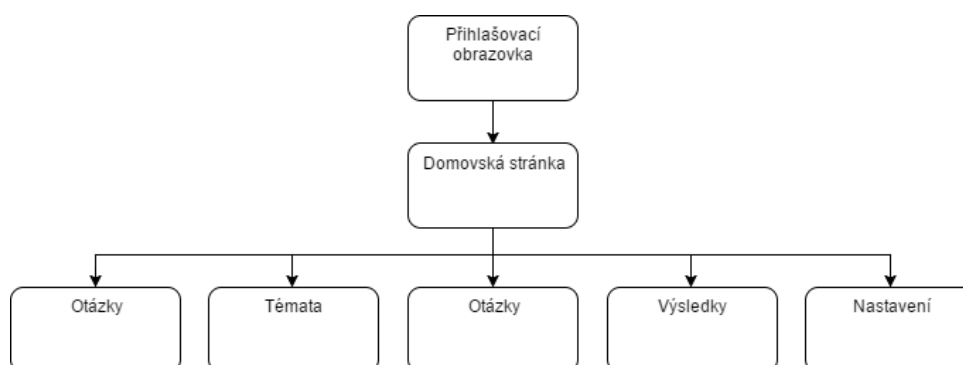 Přihlašovací
obrazovka
Domovská stránka
Otázky
Témata
Otázky
Výsledky
Nastavení